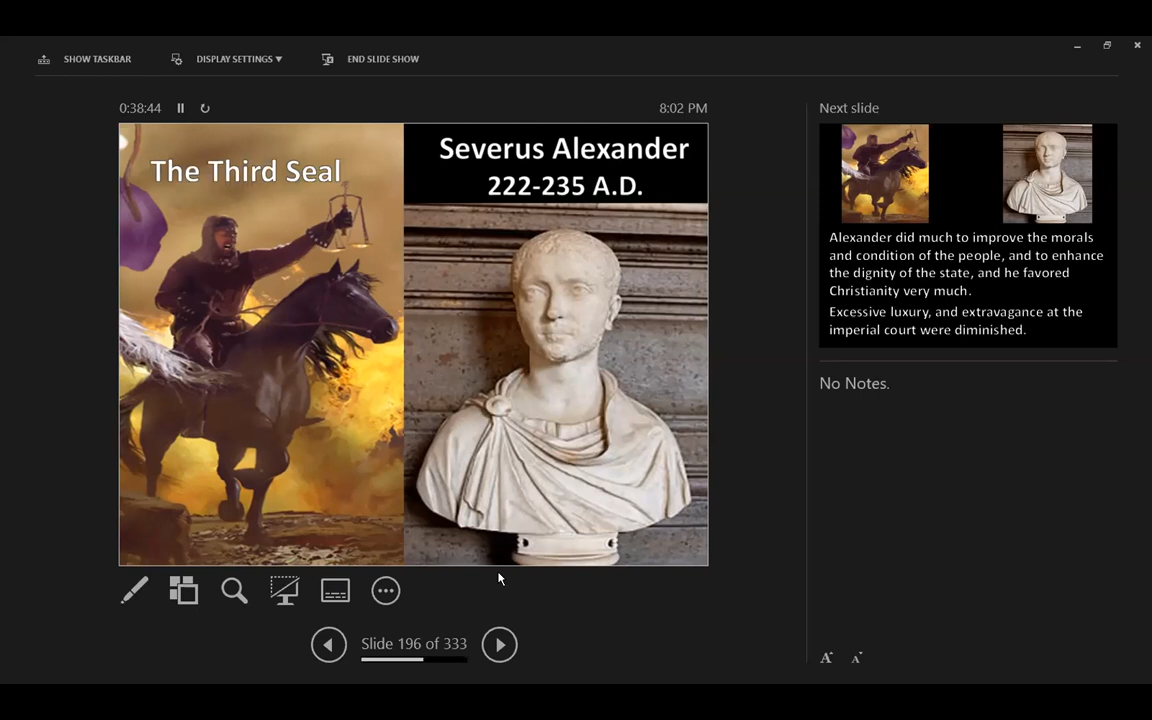 SHOW TASKBAR
DISPLAY SETTINGS ▼
END SLIDE SHOW
0:38:44
8:02 PM
The Third Seal
Severus Alexander
222-235 A.D.
Slide 196 of 333
Next slide
Alexander did much to improve the morals
and condition of the people, and to enhance
the dignity of the state, and he favored
Christianity very much.
Excessive luxury, and extravagance at the
imperial court were diminished.
No Notes.
A A